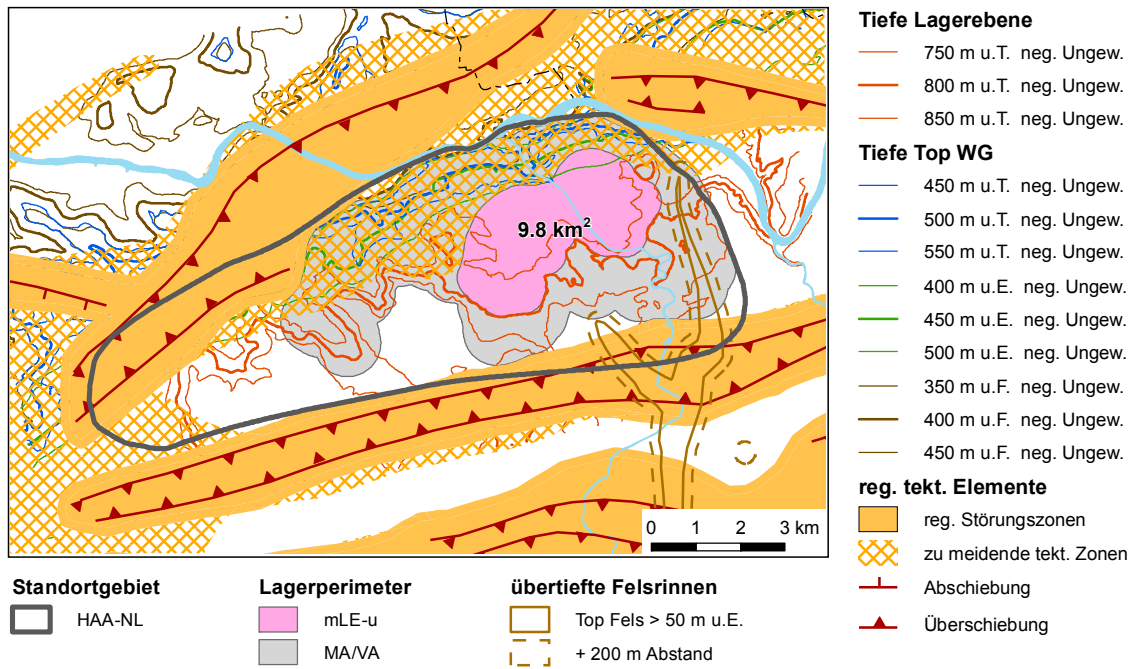 9.8 km²
0 1 2 3 km
Tiefe Lagerebene
750 m u.T. neg. Ungew.
800 m u.T. neg. Ungew.
850 m u.T. neg. Ungew.
Tiefe Top WG
450 m u.T. neg. Ungew.
500 m u.T. neg. Ungew.
550 m u.T. neg. Ungew.
400 m u.E. neg. Ungew.
450 m u.E. neg. Ungew.
500 m u.E. neg. Ungew.
350 m u.F. neg. Ungew.
400 m u.F. neg. Ungew.
450 m u.F. neg. Ungew.
reg. tekt. Elemente
reg. Störungszonen
zu meidende tekt. Zonen
Abschiebung
Überschiebung
Standortgebiet
HAA-NL
Lagerperimeter
mLE-u
MA/VA
übertiefte Felsrinnen
Top Fels > 50 m u.E.
+ 200 m Abstand